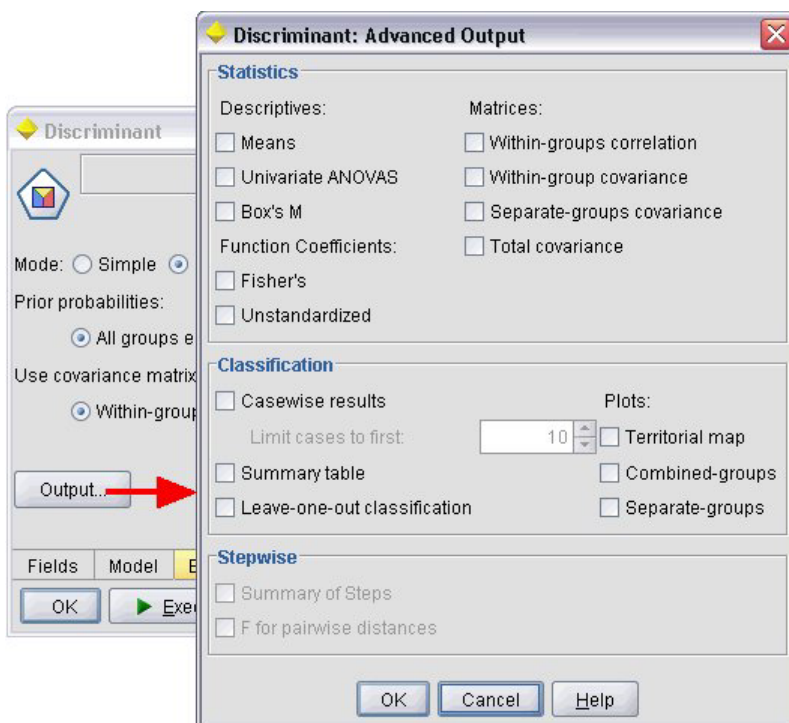 Discriminant: Advanced Output
Statistics
Descriptives:
Means
Univariate ANOVAS
Box's M
Function Coefficients:
Fisher's
Unstandardized
Matrices:
Within-groups correlation
Within-group covariance
Separate-groups covariance
Total covariance
Classification
Casewise results
Limit cases to first: 10
Summary table
Leave-one-out classification
Plots:
Territorial map
Combined-groups
Separate-groups
Stepwise
Summary of Steps
F for pairwise distances
OK Cancel Help
Discriminant
Mode: Simple
Prior probabilities:
All groups e
Use covariance matrix
Within-group
Output...
Fields Model E
OK Exe